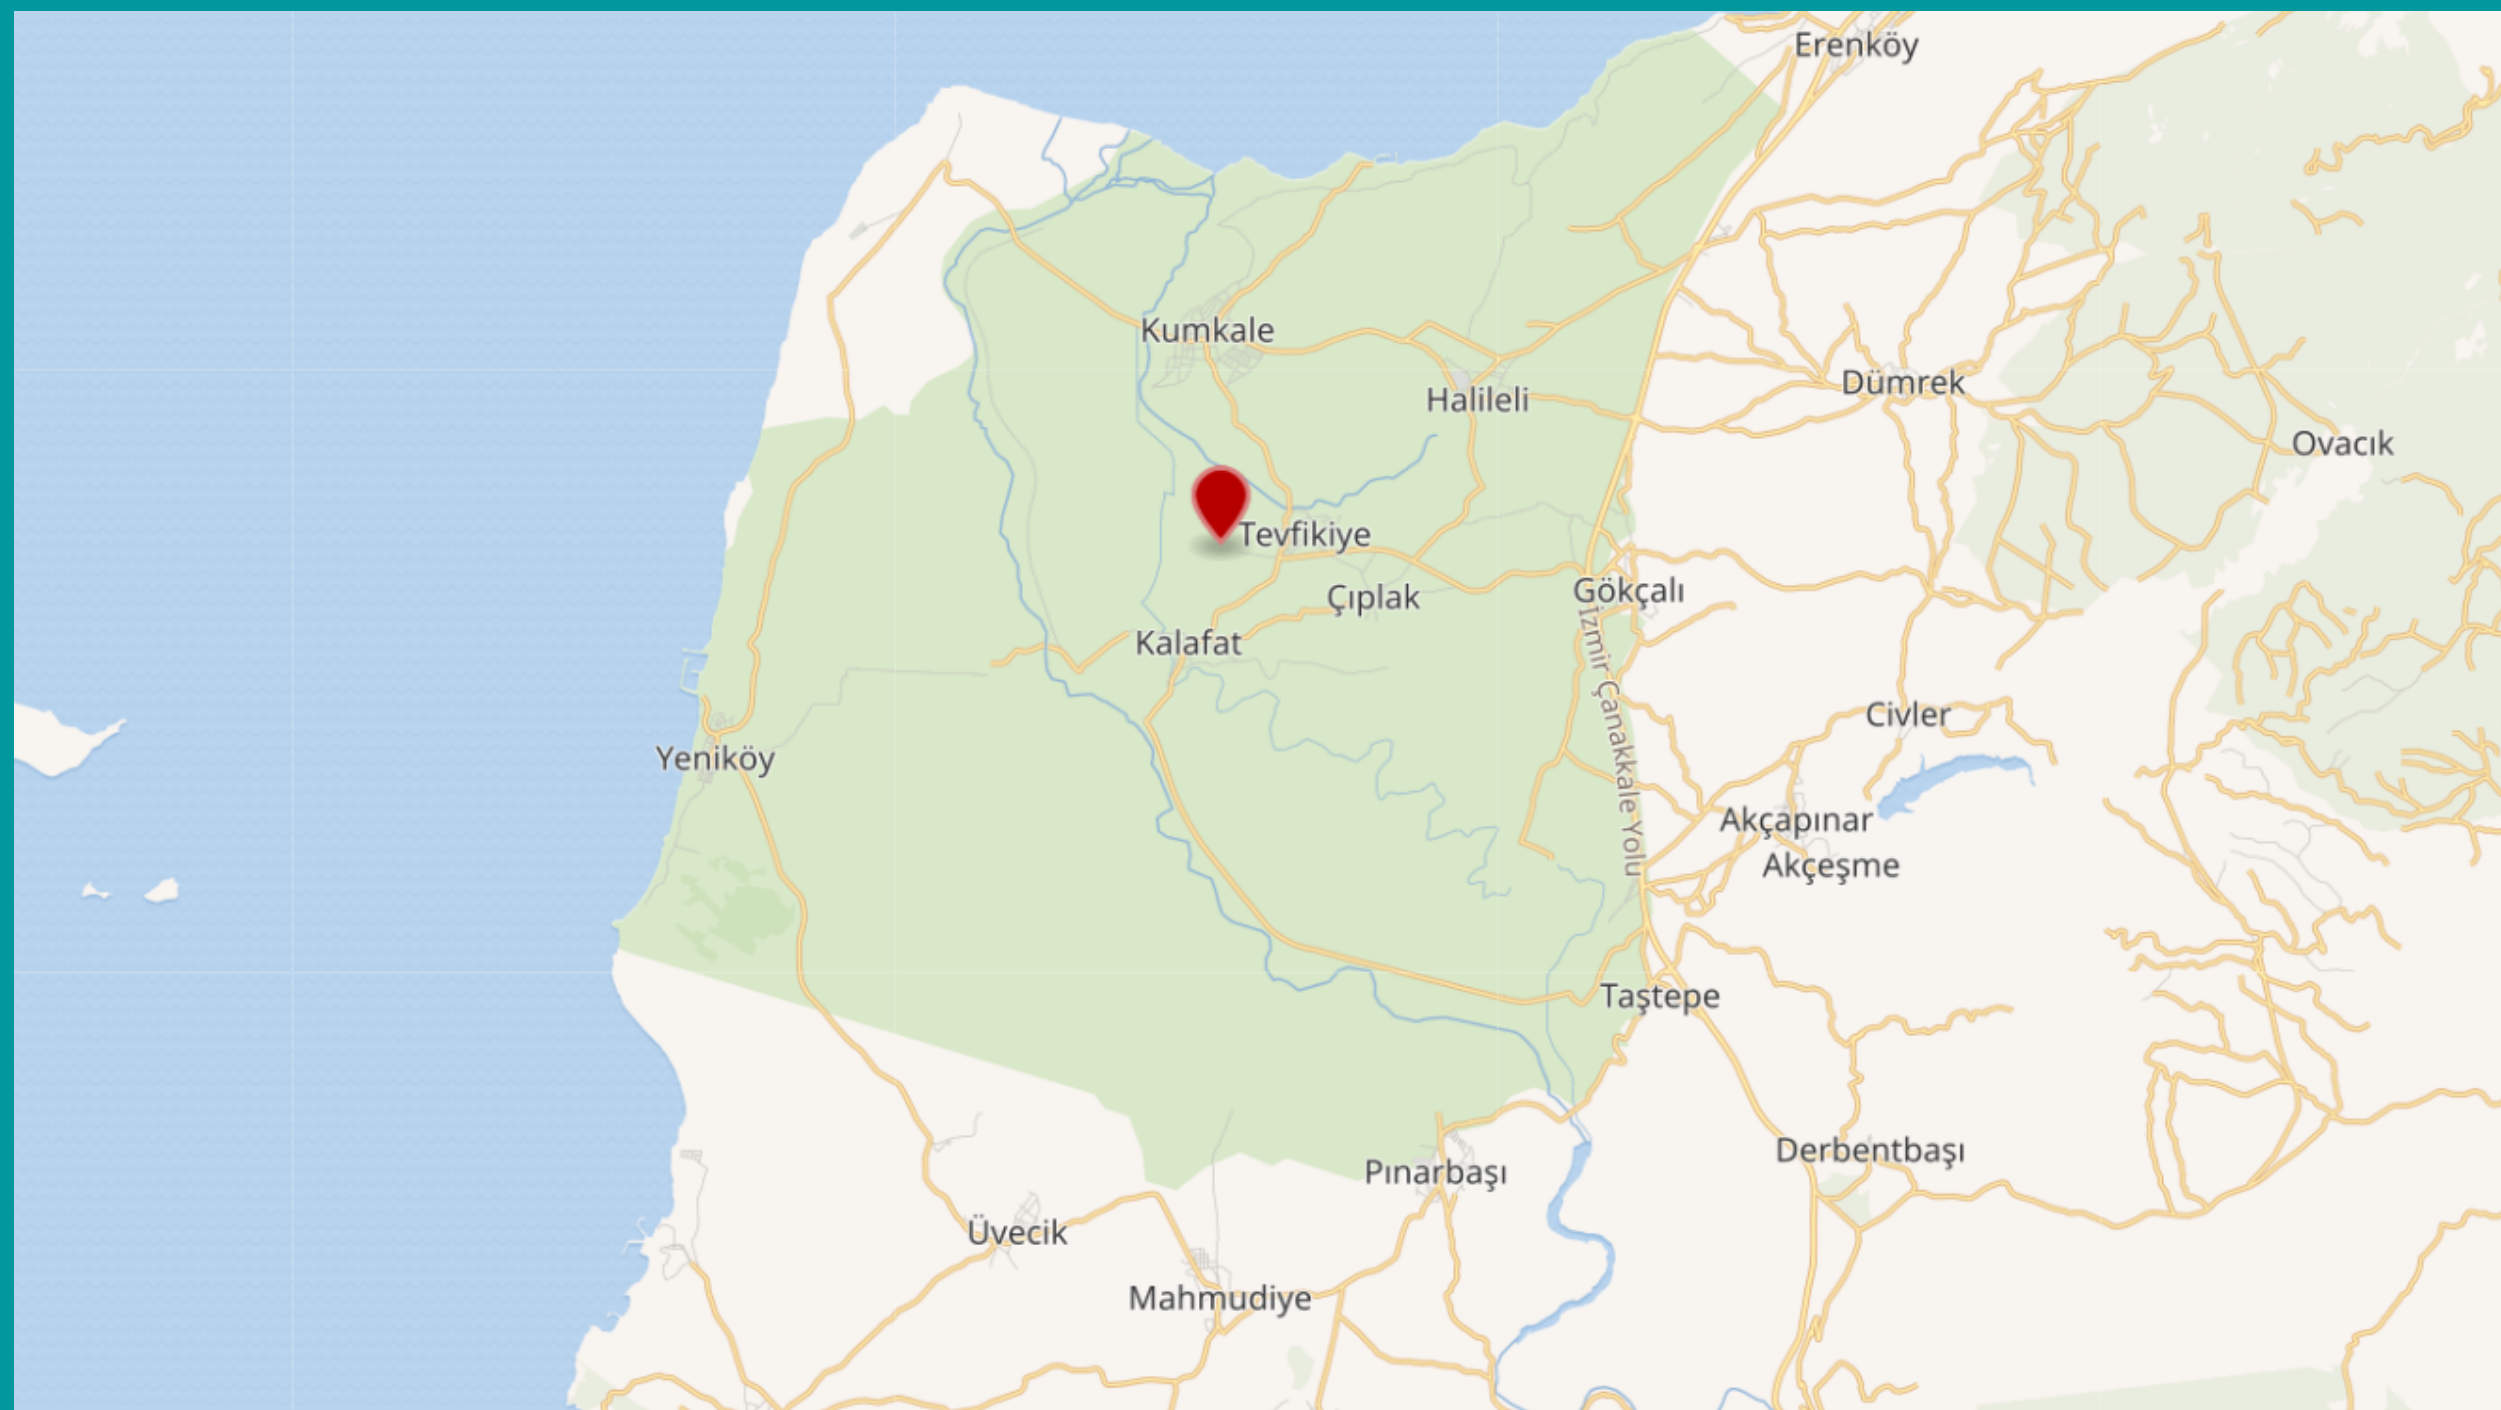 Erenköy
Kumkale
Dümrek
Halileli
Ovacık
Tevfikiye
Gökçalı
Çıplak
Kalafat
İzmir Çanakkale Yolu
Civler
Yeniköy
Akçapınar
Akçeşme
Taştepe
Derbentbaşı
Pınarbaşı
Üvecik
Mahmudiye